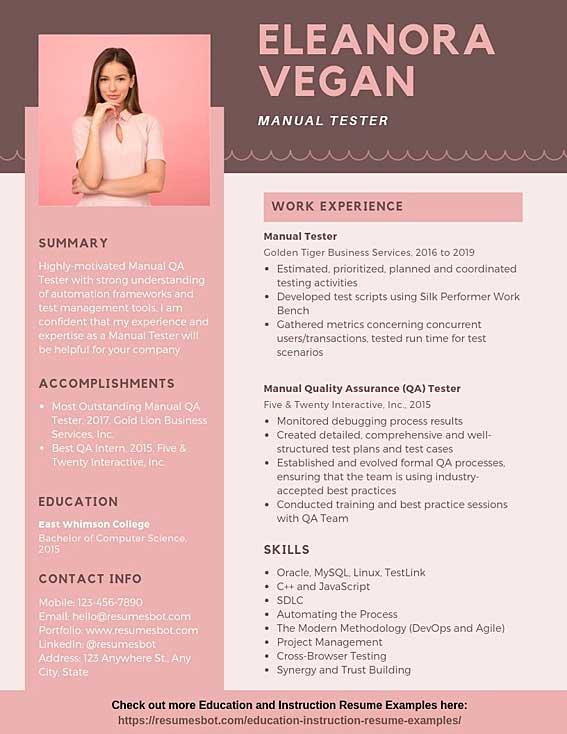 ELEANORA
VEGAN
MANUAL TESTER
SUMMARY
Highly-motivated Manual QA
Tester with strong understanding
of automation frameworks and
test management tools. I am
confident that my experience and
expertise as a Manual Tester will
be helpful for your company
ACCOMPLISHMENTS
• Most Outstanding Manual QA
Tester, 2017, Gold Lion Business
Services, Inc.
• Best QA Intern, 2015, Five &
Twenty Interactive, Inc.
EDUCATION
East Whimson College
Bachelor of Computer Science,
2015
CONTACT INFO
Mobile: 123-456-7890
Email: hello@resumesbot.com
Portfolio: www.resumesbot.com
LinkedIn: @resumesbot
Address: 123 Anywhere St., Any
City, State
WORK EXPERIENCE
Manual Tester
Golden Tiger Business Services, 2016 to 2019
• Estimated, prioritized, planned and coordinated
testing activities
• Developed test scripts using Silk Performer Work
Bench
• Gathered metrics concerning concurrent
users/transactions, tested run time for test
scenarios
Manual Quality Assurance (QA) Tester
Five & Twenty Interactive, Inc., 2015
• Monitored debugging process results
• Created detailed, comprehensive and well-
structured test plans and test cases
• Established and evolved formal QA processes,
ensuring that the team is using industry-
accepted best practices
• Conducted training and best practice sessions
with QA Team
SKILLS
• Oracle, MySQL, Linux, TestLink
• C++ and JavaScript
• SDLC
• Automating the Process
• The Modern Methodology (DevOps and Agile)
• Project Management
• Cross-Browser Testing
• Synergy and Trust Building
Check out more Education and Instruction Resume Examples here:
https://resumesbot.com/education-instruction-resume-examples/